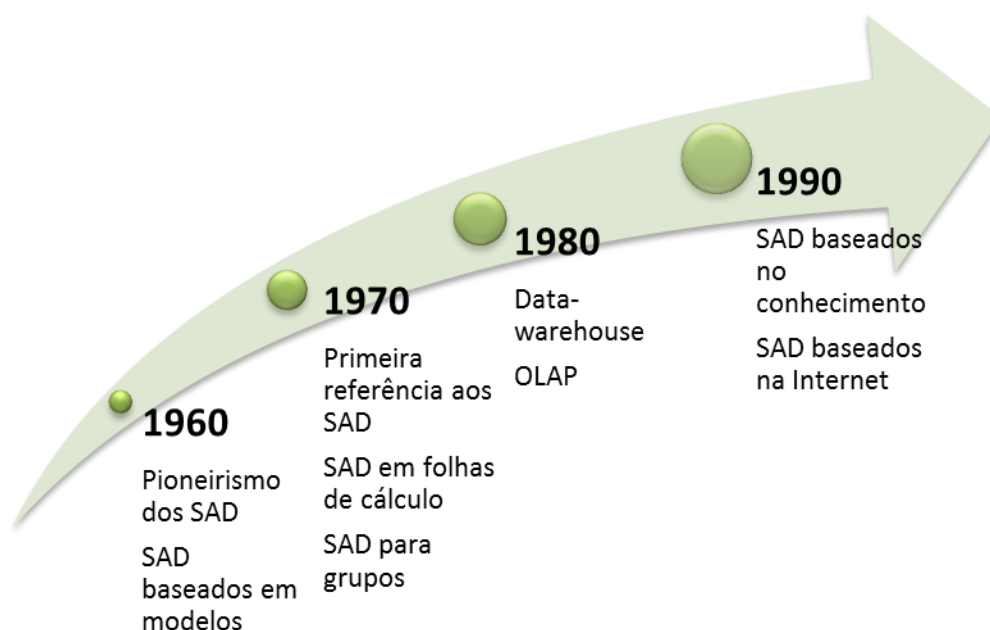 1960
Pioneirismo
dos SAD
SAD
baseados em
modelos
1970
Primeira
referência aos
SAD
SAD em folhas
de cálculo
SAD para
grupos
1980
Data-
warehouse
OLAP
1990
SAD baseados
no
conhecimento
SAD baseados
na Internet